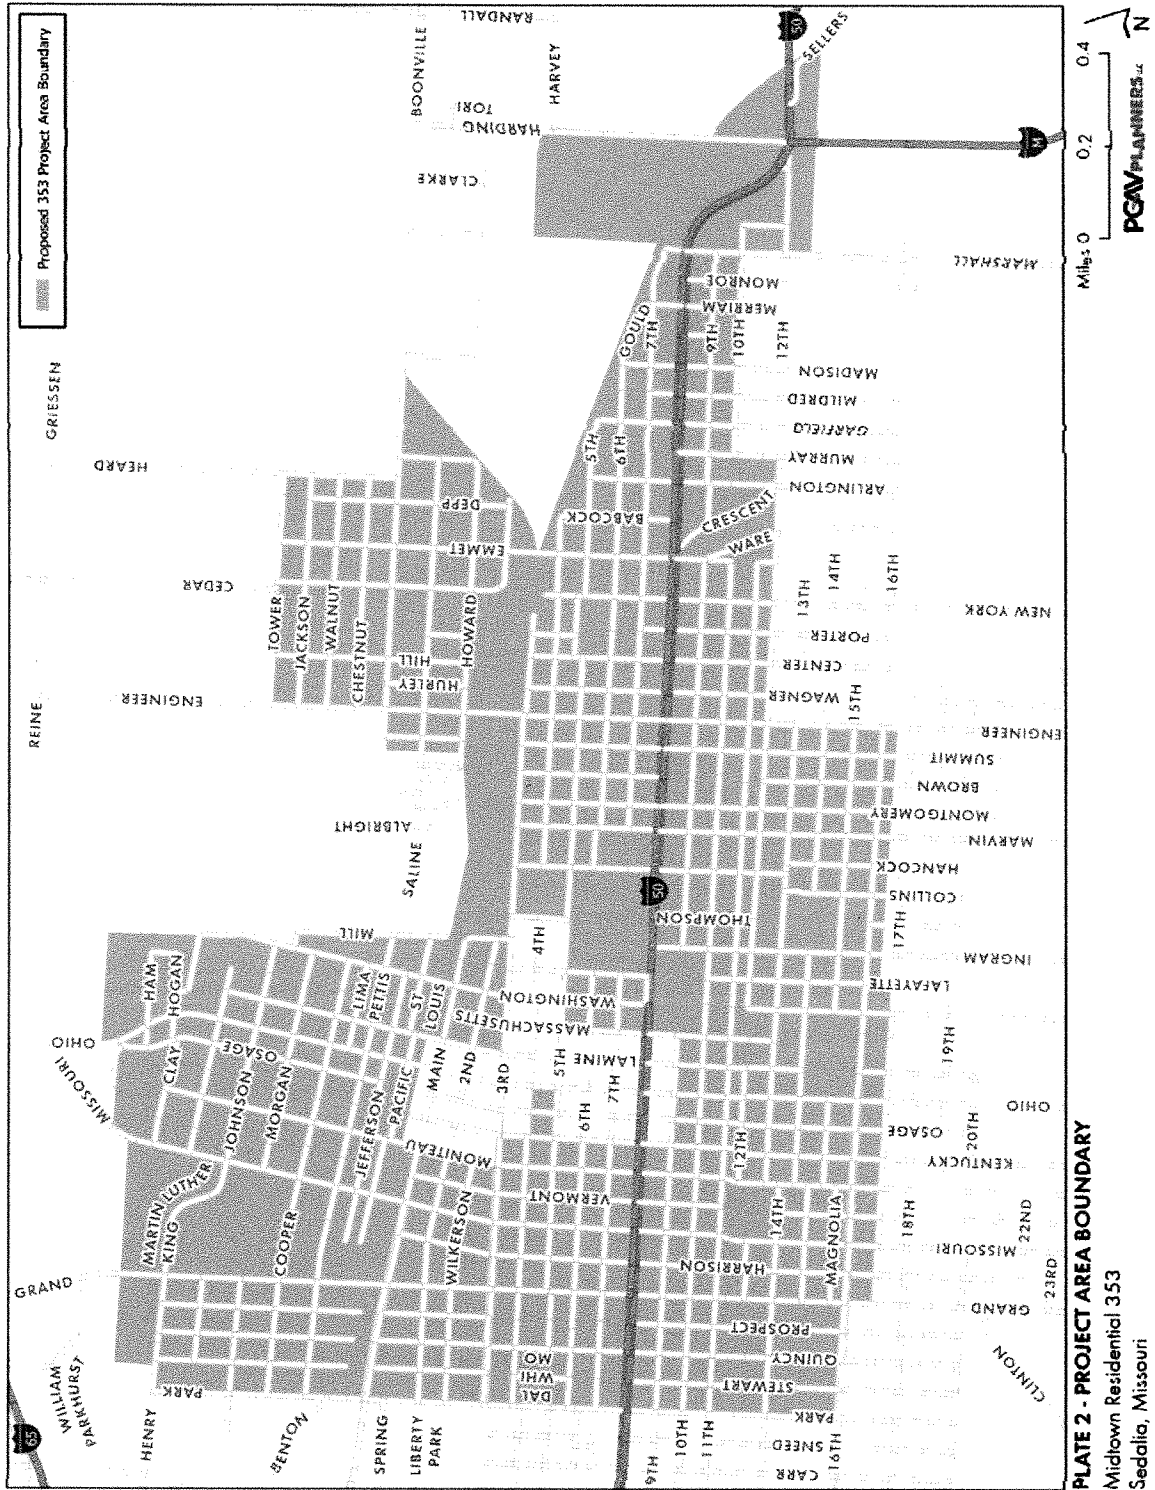 Proposed 353 Project Area Boundary
65
WILLIAM
PARKHURST
GRAND
MISSOURI
OHIO
REINE
GRIESSEN
HENRY
PARK
MARTIN LUTHER
KING
CLAY
HAM
HOGAN
ENGINEER
CEDAR
HEARD
JOHNSON
OSAGE
MORGAN
BENTON
COOPER
MILL
LIMA
PETTIS
TOWER
JACKSON
WALNUT
CHESTNUT
SPRING
JEFFERSON
PACIFIC
ST
LOUIS
ALBRIGHT
SALINE
HURLEY
HILL
HOWARD
EMMET
DEPP
CLARKE
BOONVILLE
TORI
HARDING
HARVEY
RANDALL
LIBERTY
PARK
WILKERSON
MONITEAU
MAIN
2ND
3RD
MASSACHUSETTS
WASHINGTON
4TH
DAL
WHI
MO
VERMONT
5TH
6TH
7TH
LAMINE
BABCOCK
5TH
6TH
GOULD
7TH
50
9TH
10TH
11TH
HARRISON
12TH
THOMPSON
WARE
CRESCENT
9TH
10TH
12TH
MERRIAM
MONROE
MARSHALL
50
SELLERS
M
CARR
SNEED
PARK
STEWART
QUINCY
PROSPECT
14TH
MAGNOLIA
16TH
OSAGE
LAFAYETTE
17TH
COLLINS
HANCOCK
MARVIN
MONTGOMERY
BROWN
SUMMIT
ENGINEER
15TH
WAGNER
CENTER
PORTER
13TH
14TH
16TH
NEW YORK
ARLINGTON
MURRAY
GARFIELD
MILDRED
MADISON
CLINTON
GRAND
MISSOURI
18TH
KENTUCKY
20TH
19TH
INGRAM
OHIO
22ND
23RD
PLATE 2 - PROJECT AREA BOUNDARY
Midtown Residential 353
Sedalia, Missouri
Miles 0 0.2 0.4
N
PGAVPLANNERS LLC